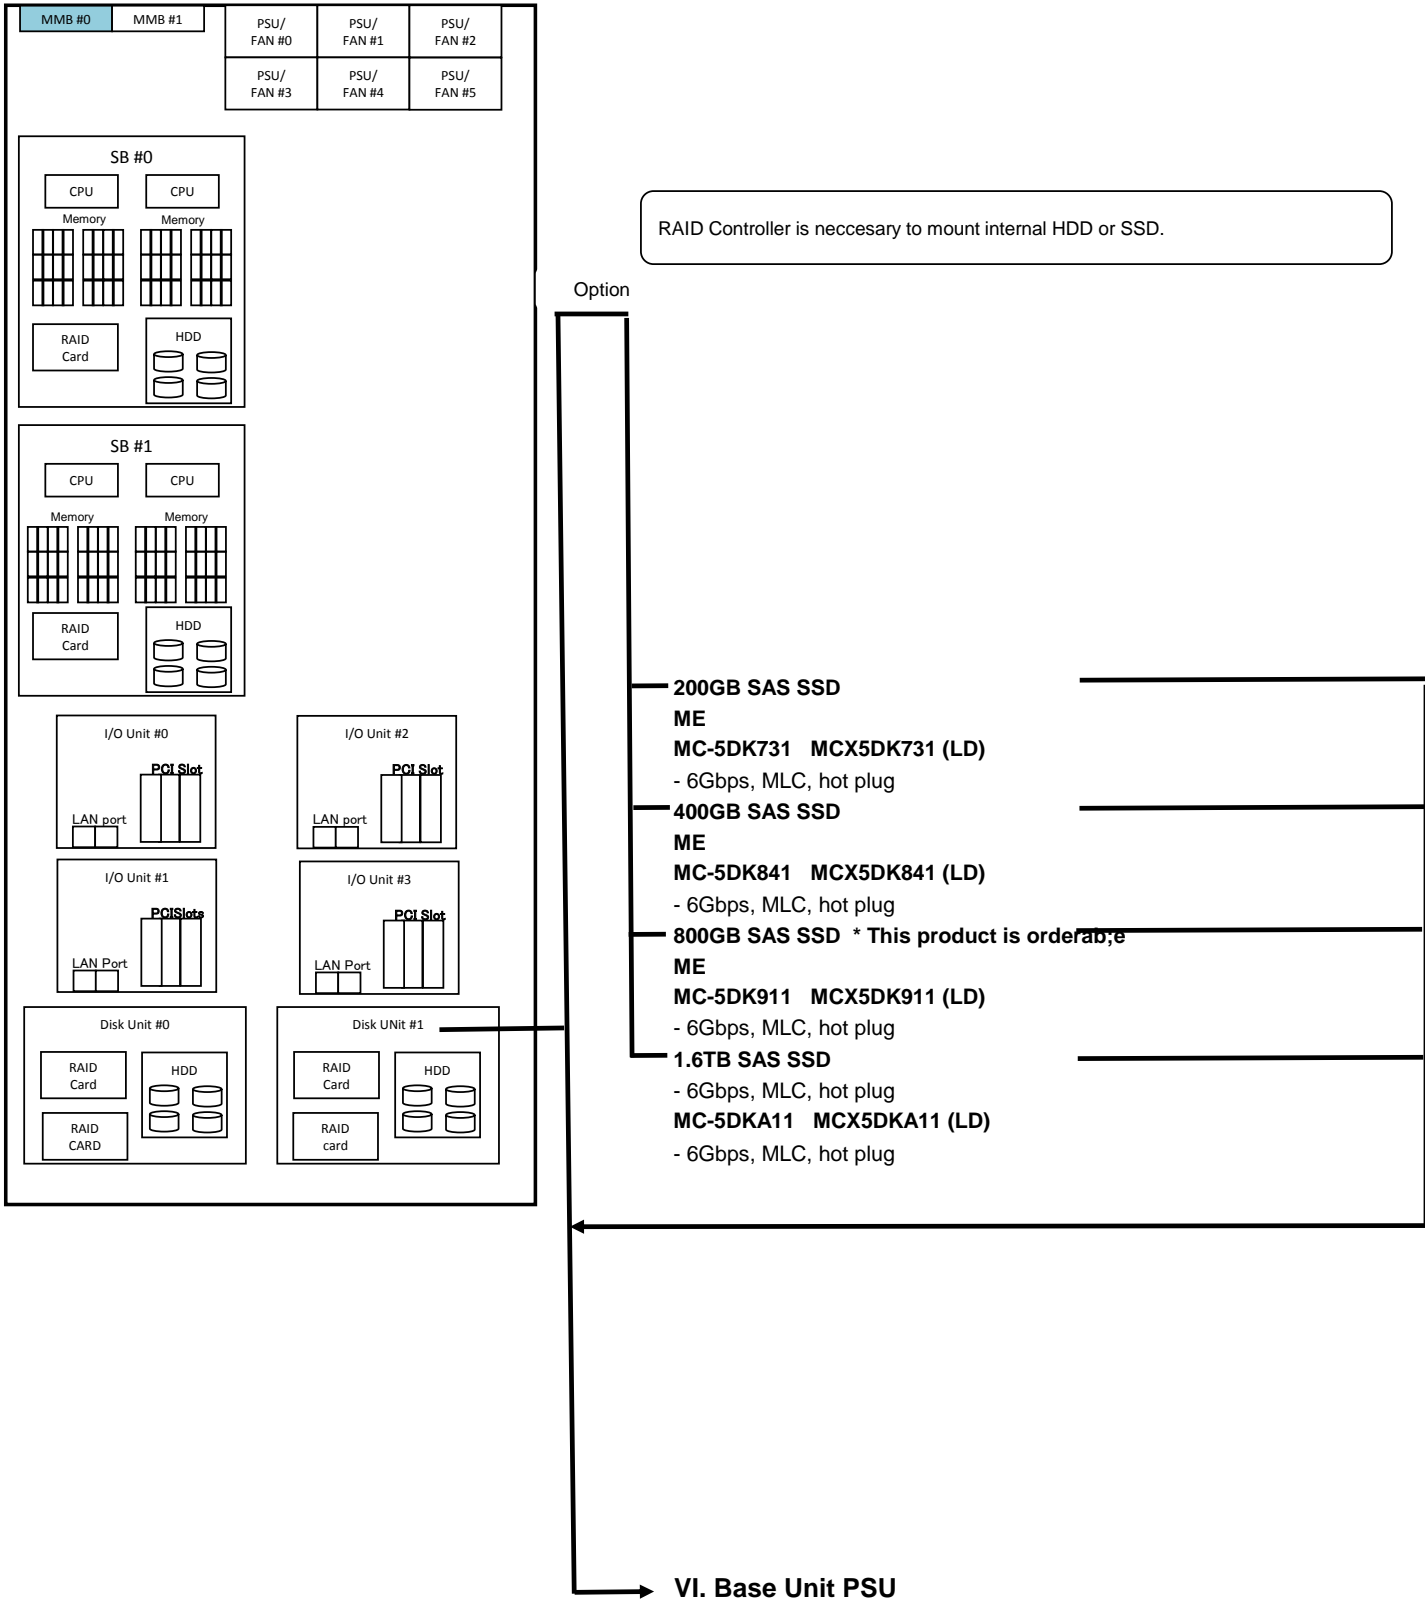 MMB #0 MMB #1
PSU/ PSU/ PSU/
FAN #0 FAN #1 FAN #2
PSU/ PSU/ PSU/
FAN #3 FAN #4 FAN #5
SB #0
CPU CPU
Memory Memory
RAID
Card
HDD
SB #1
CPU CPU
Memory Memory
RAID
Card
HDD
I/O Unit #0
PCI Slot
LAN port
I/O Unit #2
PCI Slot
LAN port
I/O Unit #1
PCISlots
LAN Port
I/O Unit #3
PCI Slot
LAN Port
Disk Unit #0
RAID
Card
HDD
RAID
CARD
Disk UNit #1
RAID
Card
HDD
RAID
card
RAID Controller is neccesary to mount internal HDD or SSD.
Option
200GB SAS SSD
ME
MC-5DK731 MCX5DK731 (LD)
- 6Gbps, MLC, hot plug
400GB SAS SSD
ME
MC-5DK841 MCX5DK841 (LD)
- 6Gbps, MLC, hot plug
800GB SAS SSD * This product is orderab;e
ME
MC-5DK911 MCX5DK911 (LD)
- 6Gbps, MLC, hot plug
1.6TB SAS SSD
- 6Gbps, MLC, hot plug
MC-5DKA11 MCX5DKA11 (LD)
- 6Gbps, MLC, hot plug
VI. Base Unit PSU